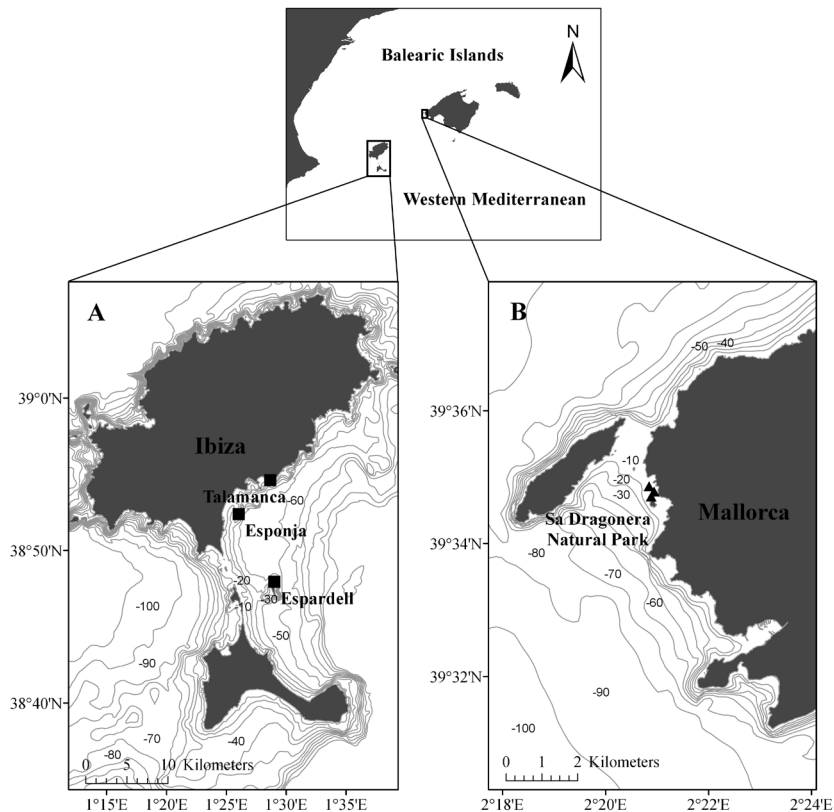 N
Balearic Islands
Western Mediterranean
A
39°0'N
38°50'N
38°40'N
Ibiza
Talamanca
-60
Esponja
-20
-30
-10
Espardell
-50
-100
-90
-70
-80
-40
0 5 10 Kilometers
1°15'E 1°20'E 1°25'E 1°30'E 1°35'E
B
-50 -40
39°36'N
39°34'N
39°32'N
-10
-20
-30
Mallorca
Sa Dragonera
Natural Park
-80
-70
-60
-90
-100
0 1 2 Kilometers
2°18'E 2°20'E 2°22'E 2°24'E